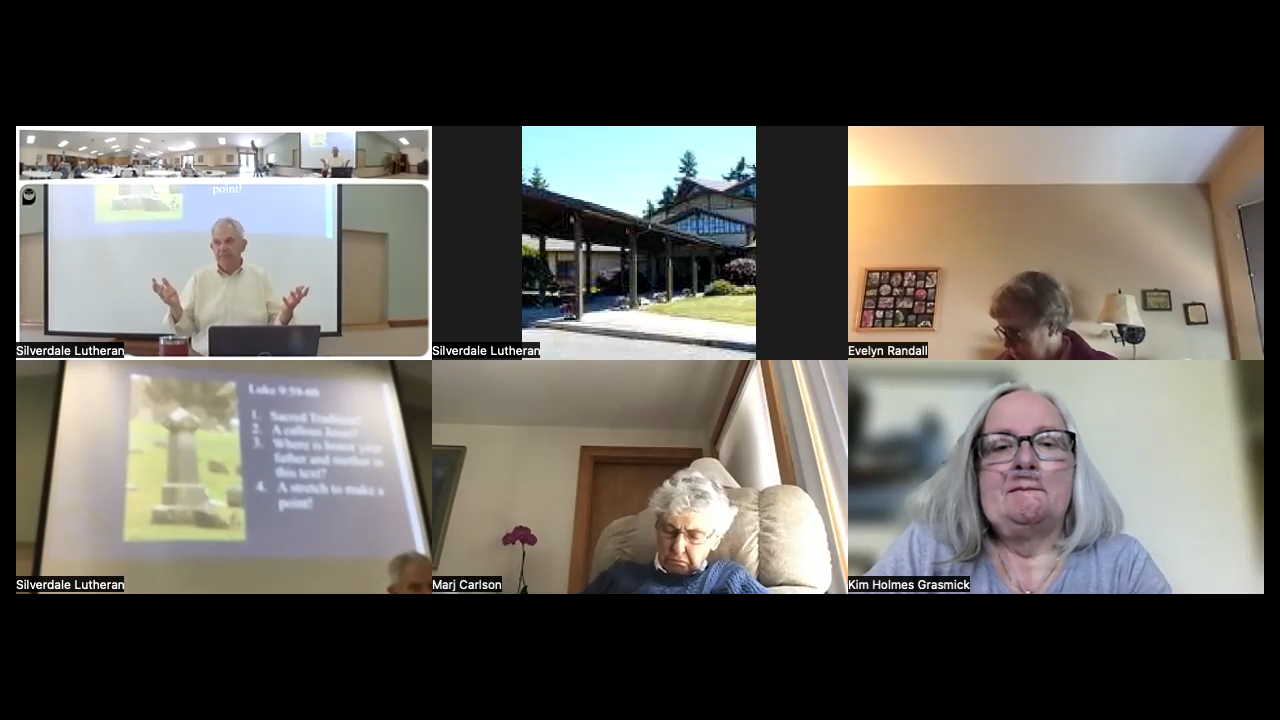 point!
Silverdale Lutheran
Silverdale Lutheran
Evelyn Randall
Luke 9:59-60
1. Sacred Tradition!
2. A callous Jesus?
3. Where is honor your
father and mother in
this text?
4. A stretch to make a
point!
Silverdale Lutheran
Marj Carlson
Kim Holmes Grasmick